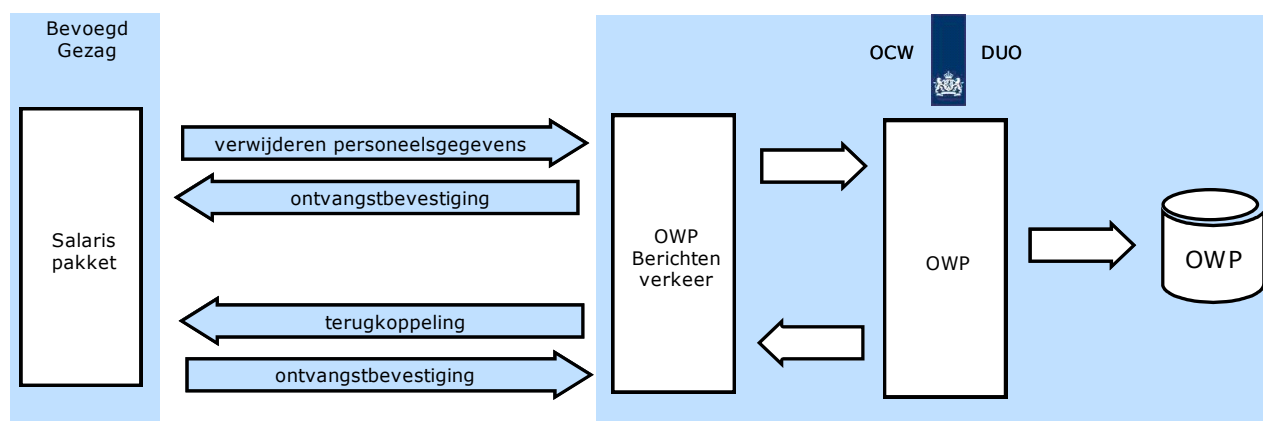 Bevoegd
Gezag
OCW DUO
verwijderen personeelsgegevens
ontvangstbevestiging
Salaris
pakket
OWP
Berichten
verkeer
OWP
OWP
terugkoppeling
ontvangstbevestiging